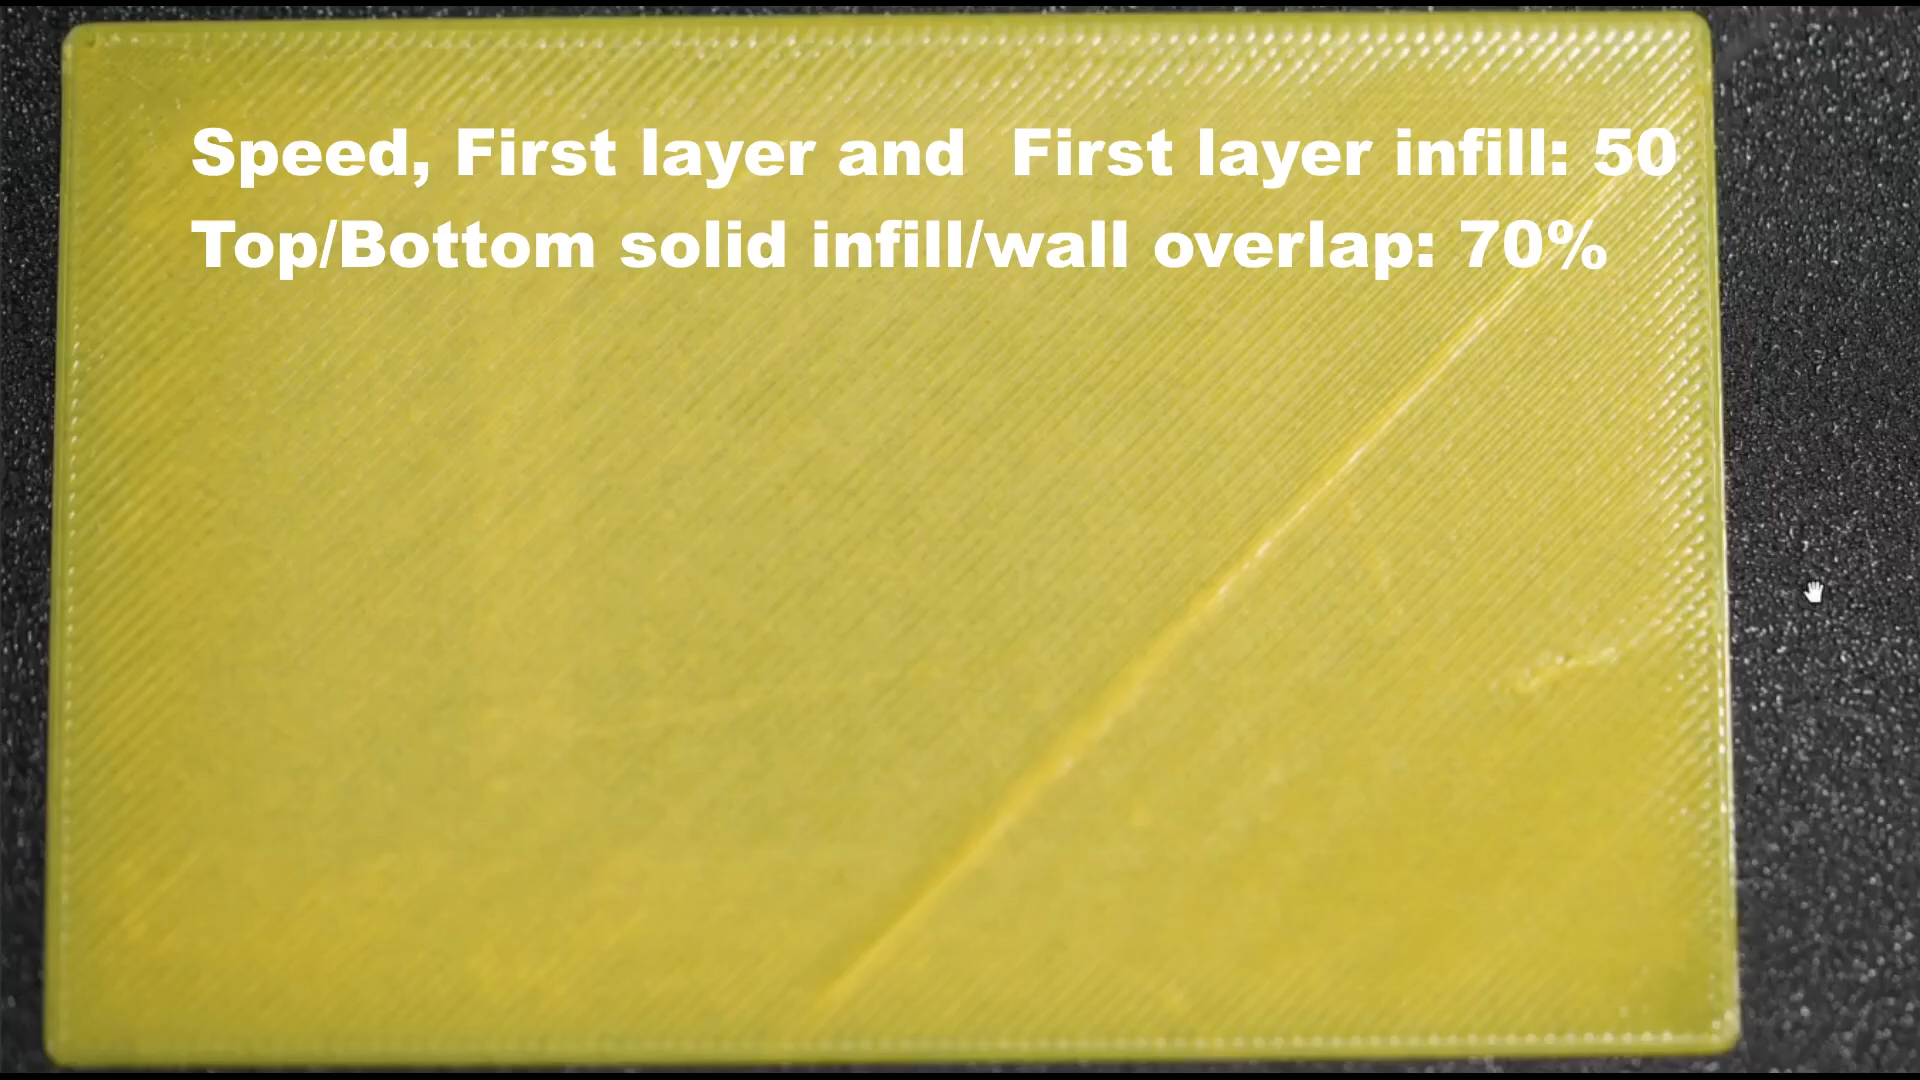 Speed, First layer and  First layer infill: 50
Top/Bottom solid infill/wall overlap: 70%